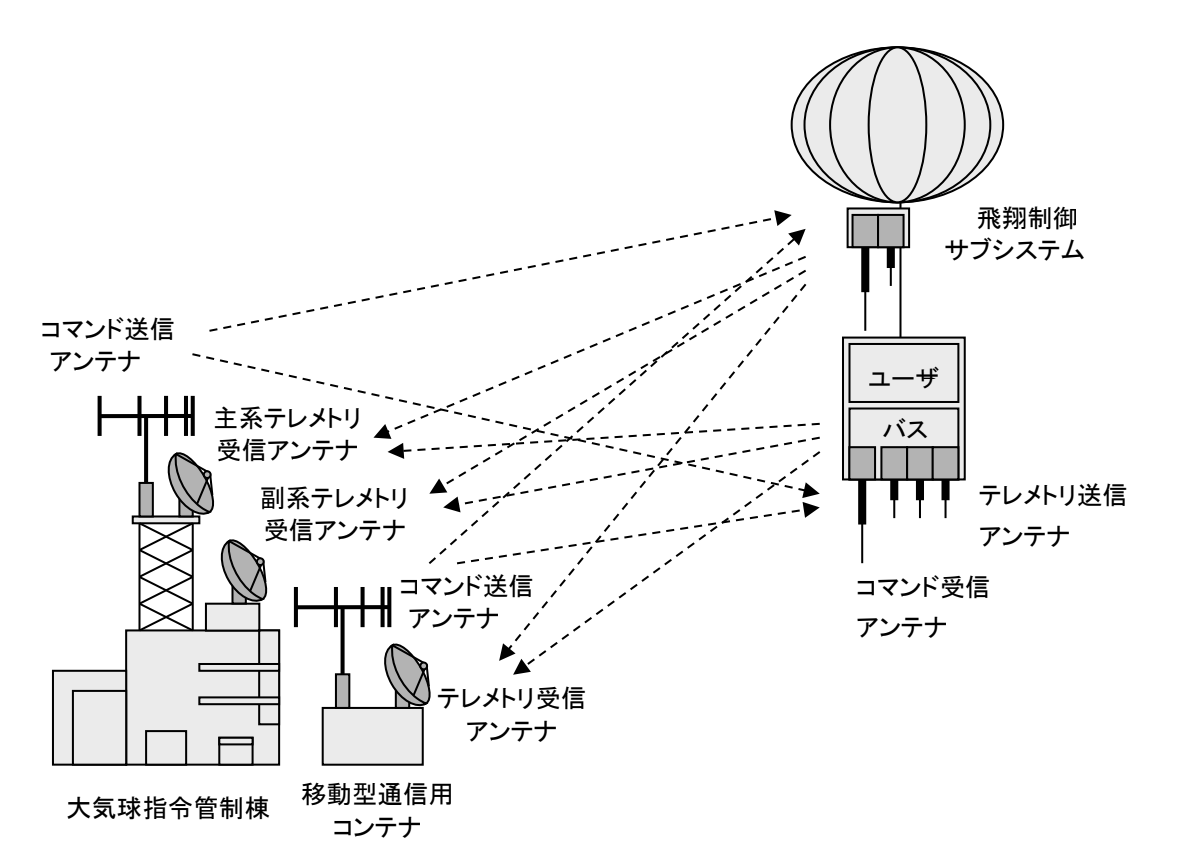 飛翔制御
サブシステム
コマンド送信
アンテナ
ユーザ
主系テレメトリ
受信アンテナ
バス
副系テレメトリ
受信アンテナ
テレメトリ送信
アンテナ
コマンド送信
アンテナ
コマンド受信
アンテナ
テレメトリ受信
アンテナ
大気球指令管制棟
移動型通信用
コンテナ